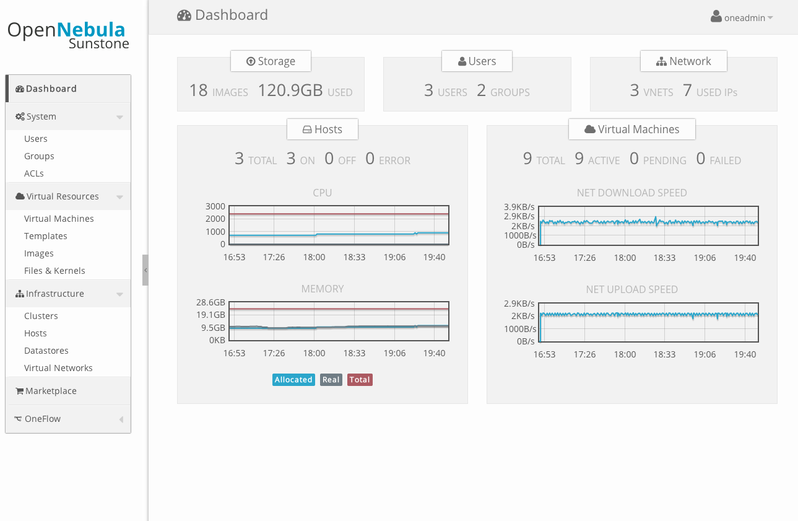 OpenNebula
Sunstone
Dashboard
System
Users
Groups
ACLs
Virtual Resources
Virtual Machines
Templates
Images
Files & Kernels
Infrastructure
Clusters
Hosts
Datastores
Virtual Networks
Marketplace
OneFlow
Dashboard
oneadmin
Storage
18 IMAGES 120.9GB USED
Users
3 USERS 2 GROUPS
Network
3 VNETS 7 USED IPs
Hosts
3 TOTAL 3 ON 0 OFF 0 ERROR
CPU
3000
2000
1000
0
16:53 17:26 18:00 18:33 19:06 19:40
MEMORY
28.6GB
19.1GB
9.5GB
0KB
16:53 17:26 18:00 18:33 19:06 19:40
Allocated Real Total
Virtual Machines
9 TOTAL 9 ACTIVE 0 PENDING 0 FAILED
NET DOWNLOAD SPEED
3.9KB/s
2.9KB/s
2KB/s
1000B/s
0B/s
16:53 17:26 18:00 18:33 19:06 19:40
NET UPLOAD SPEED
2.9KB/s
2KB/s
1000B/s
0B/s
16:53 17:26 18:00 18:33 19:06 19:40